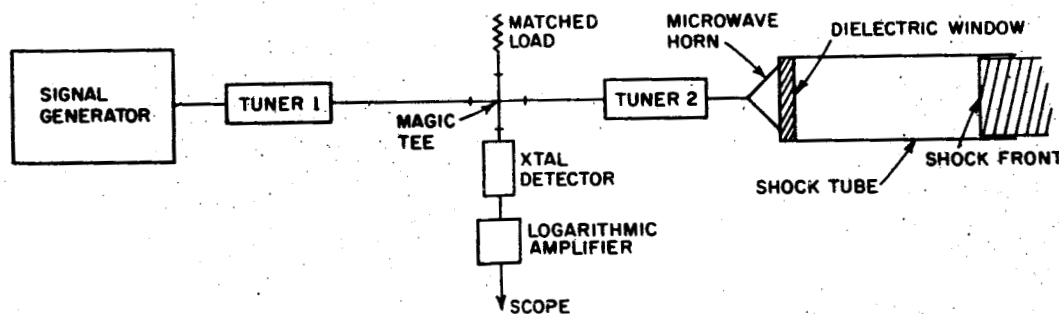 MATCHED
LOAD
MICROWAVE
HORN
DIELECTRIC WINDOW
SIGNAL
GENERATOR
TUNER 1
TUNER 2
MAGIC
TEE
XTAL
DETECTOR
SHOCK FRONT
SHOCK TUBE
LOGARITHMIC
AMPLIFIER
SCOPE